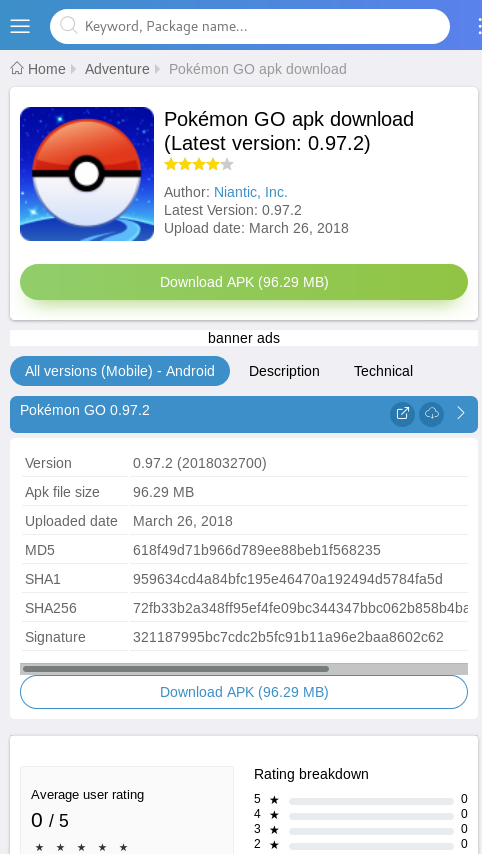 Keyword, Package name...
Home Adventure Pokémon GO apk download
Pokémon GO apk download
(Latest version: 0.97.2)
Author: Niantic, Inc.
Latest Version: 0.97.2
Upload date: March 26, 2018
Download APK (96.29 MB)
banner ads
All versions (Mobile) - Android Description Technical
Pokémon GO 0.97.2
Version 0.97.2 (2018032700)
Apk file size 96.29 MB
Uploaded date March 26, 2018
MD5 618f49d71b966d789ee88beb1f568235
SHA1 959634cd4a84bfc195e46470a192494d5784fa5d
SHA256 72fb33b2a348ff95ef4fe09bc344347bbc062b858b4ba
Signature 321187995bc7cdc2b5fc91b11a96e2baa8602c62
Download APK (96.29 MB)
Average user rating
0 / 5
Rating breakdown
5 ★ 0
4 ★ 0
3 ★ 0
2 ★ 0